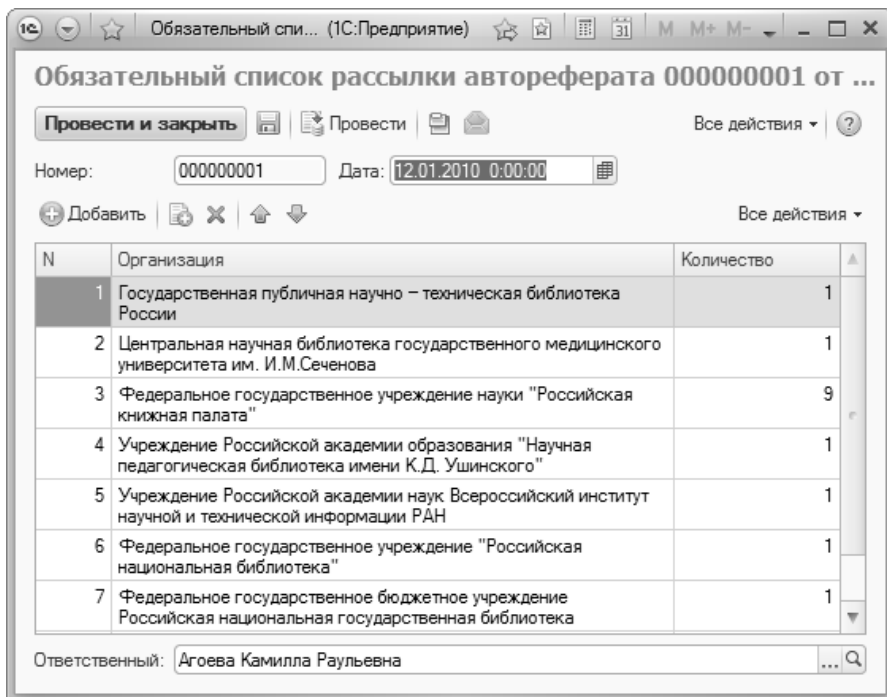 1С Обязательный спи... (1С:Предприятие) 31 M M+ M-
Обязательный список рассылки автореферата 000000001 от ...
Провести и закрыть Провести Все действия ?
Номер: 000000001 Дата: 12.01.2010 0:00:00
Добавить Все действия
N Организация Количество
1 Государственная публичная научно – техническая библиотека 1
России
2 Центральная научная библиотека государственного медицинского 1
университета им. И.М.Сеченова
3 Федеральное государственное учреждение науки "Российская 9
книжная палата"
4 Учреждение Российской академии образования "Научная 1
педагогическая библиотека имени К.Д. Ушинского"
5 Учреждение Российской академии наук Всероссийский институт 1
научной и технической информации РАН
6 Федеральное государственное учреждение "Российская 1
национальная библиотека"
7 Федеральное государственное бюджетное учреждение 1
Российская национальная государственная библиотека
Ответственный: Агоева Камилла Раульевна ...